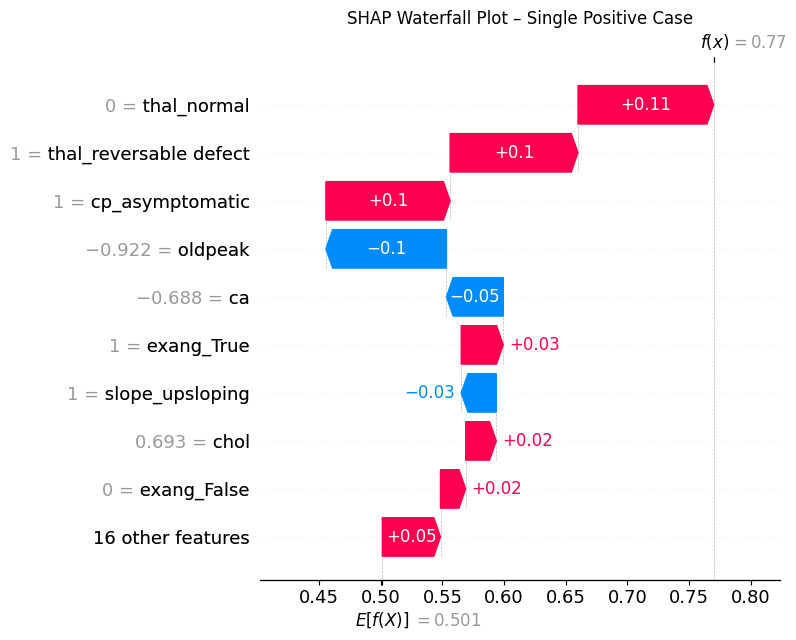 SHAP Waterfall Plot – Single Positive Case
f(x) = 0.77
0 = thal_normal +0.11
1 = thal_reversable defect +0.1
1 = cp_asymptomatic +0.1
−0.922 = oldpeak −0.1
−0.688 = ca −0.05
1 = exang_True +0.03
1 = slope_upsloping −0.03
0.693 = chol +0.02
0 = exang_False +0.02
16 other features +0.05
0.45 0.50 0.55 0.60 0.65 0.70 0.75 0.80
E[f(X)] = 0.501